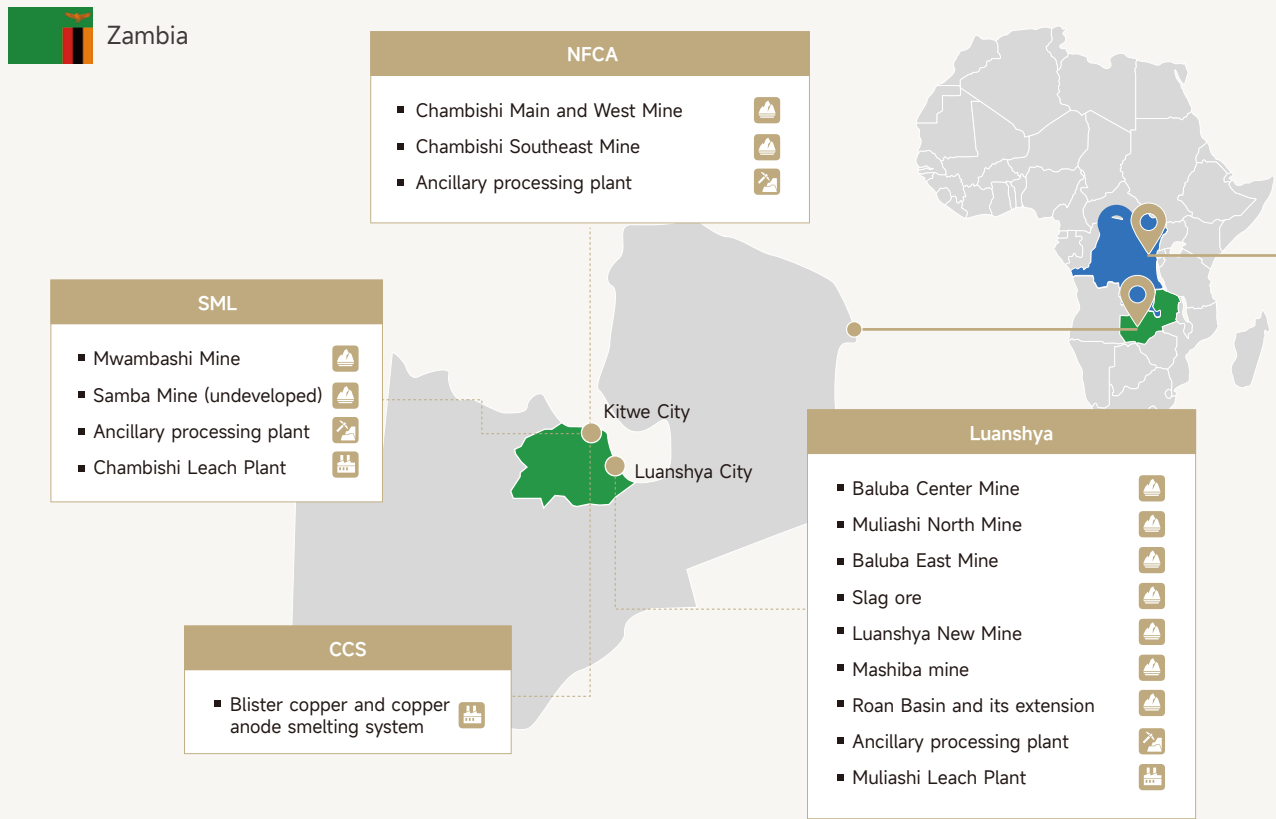 Zambia
NFCA
▪ Chambishi Main and West Mine
▪ Chambishi Southeast Mine
▪ Ancillary processing plant
SML
▪ Mwambashi Mine
▪ Samba Mine (undeveloped)
▪ Ancillary processing plant
▪ Chambishi Leach Plant
Kitwe City
Luanshya City
Luanshya
▪ Baluba Center Mine
▪ Muliashi North Mine
▪ Baluba East Mine
▪ Slag ore
▪ Luanshya New Mine
▪ Mashiba mine
▪ Roan Basin and its extension
▪ Ancillary processing plant
▪ Muliashi Leach Plant
CCS
▪ Blister copper and copper
anode smelting system